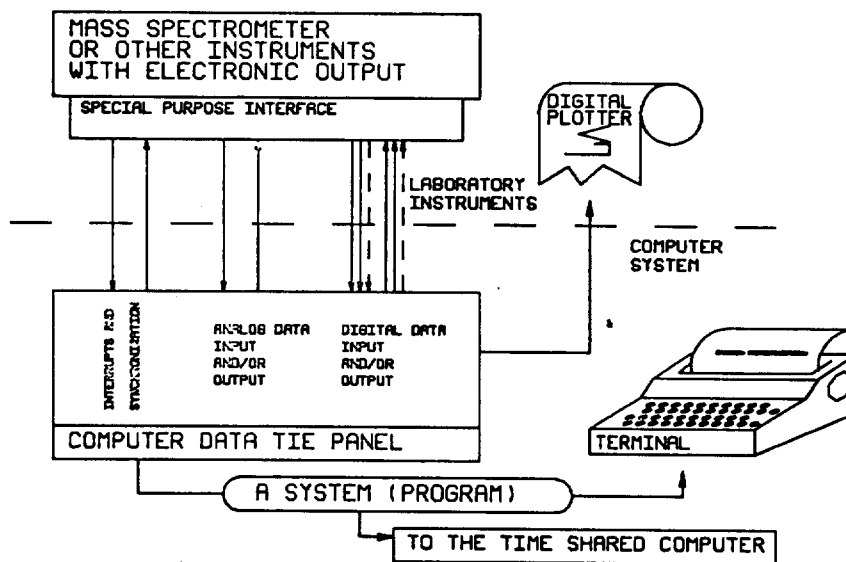 MASS SPECTROMETER
OR OTHER INSTRUMENTS
WITH ELECTRONIC OUTPUT
SPECIAL PURPOSE INTERFACE
DIGITAL
PLOTTER
LABORATORY
INSTRUMENTS
COMPUTER
SYSTEM
INTERRUPTS AND
SYNCHRONIZATION
ANALOG DATA
INPUT
AND/OR
OUTPUT
DIGITAL DATA
INPUT
AND/OR
OUTPUT
COMPUTER DATA TIE PANEL
TERMINAL
A SYSTEM (PROGRAM)
TO THE TIME SHARED COMPUTER